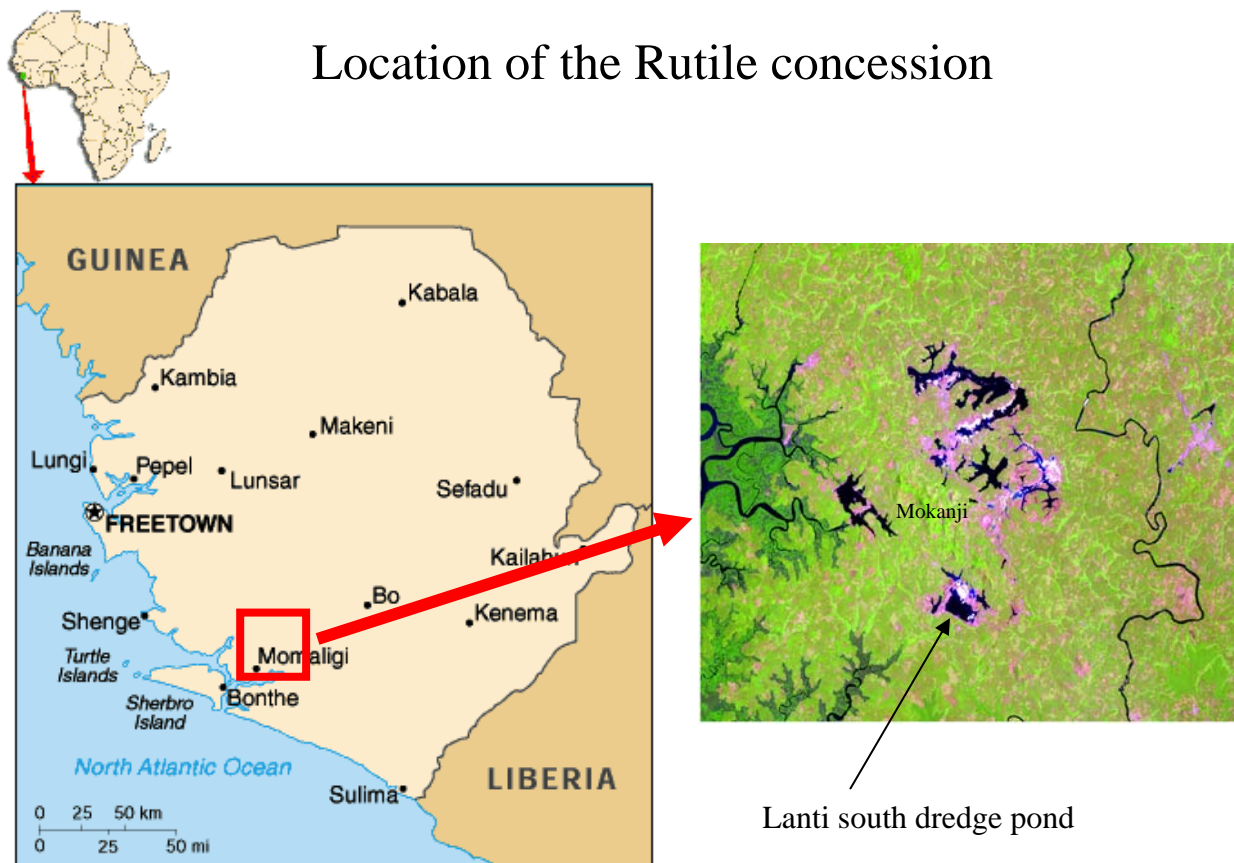 Location of the Rutile concession
GUINEA
Kabala
Kambia
Makeni
Lungi
Pepel
Lunsar
Sefadu
FREETOWN
Banana
Islands
Kailahun
Bo
Kenema
Shenge
Momaligi
Turtle
Islands
Bonthe
Sherbro
Island
North Atlantic Ocean
LIBERIA
Sulima
0 25 50 km
0 25 50 mi
Mokanji
Lanti south dredge pond